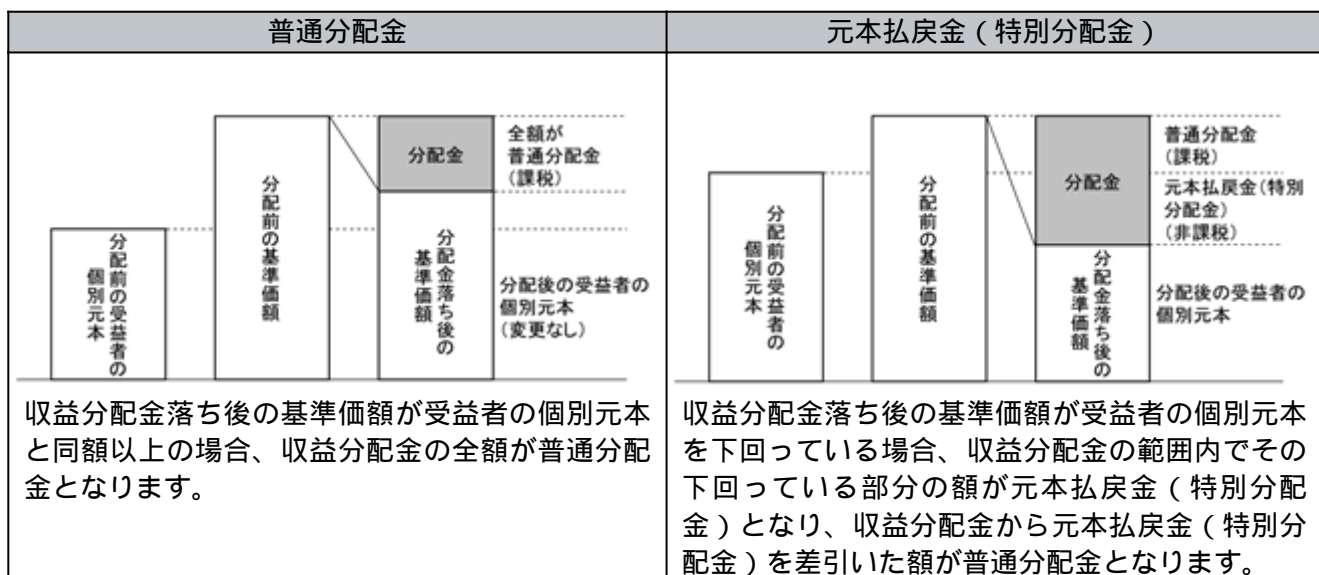 普通分配金
分配前の受益者の
個別元本
分配前の基準価額
分配金
分配金落ち後の
基準価額
全額が
普通分配金
(課税)
分配後の受益者の
個別元本
(変更なし)
収益分配金落ち後の基準価額が受益者の個別元本
と同額以上の場合、収益分配金の全額が普通分配
金となります。
元本払戻金(特別分配金)
分配前の受益者の
個別元本
分配前の基準価額
分配金
分配金落ち後の
基準価額
普通分配金
(課税)
元本払戻金(特別
分配金)
(非課税)
分配後の受益者の
個別元本
収益分配金落ち後の基準価額が受益者の個別元本
を下回っている場合、収益分配金の範囲内でその
下回っている部分の額が元本払戻金(特別分配
金)となり、収益分配金から元本払戻金(特別分
配金)を差引いた額が普通分配金となります。